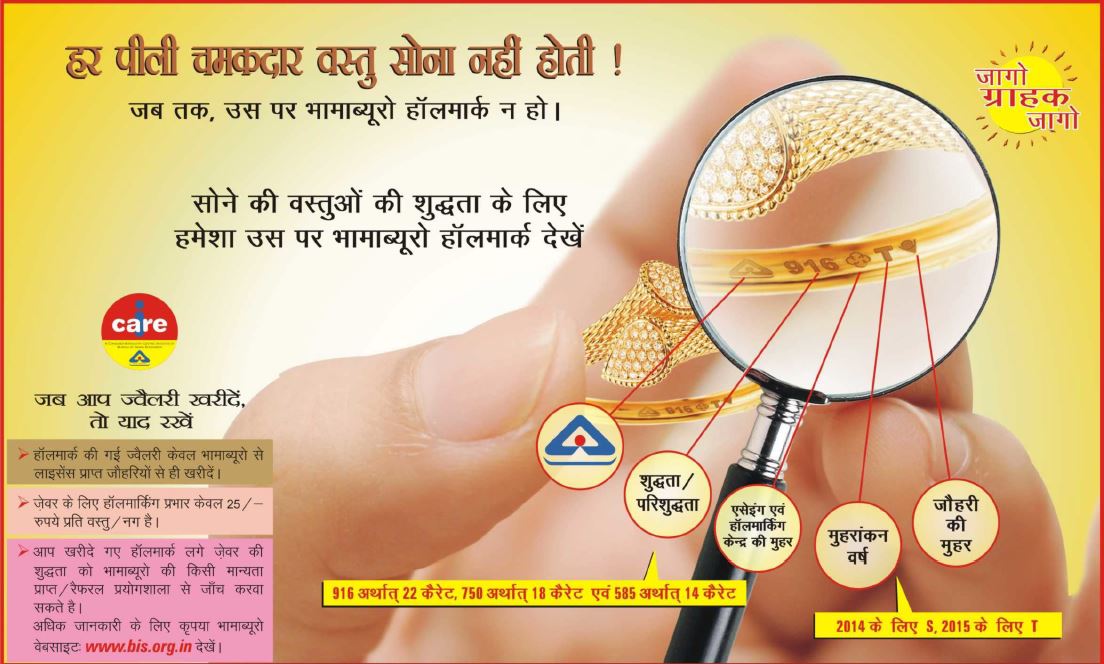 हर पीली चमकदार वस्तु सोना नहीं होती !
जब तक, उस पर भामाब्यूरो हॉलमार्क न हो।
जागो
ग्राहक
जागो
सोने की वस्तुओं की शुद्धता के लिए
हमेशा उस पर भामाब्यूरो हॉलमार्क देखें
916 T
916 T
i
care
जब आप ज्वैलरी खरीदें,
तो याद रखें
हॉलमार्क की गई ज्वैलरी केवल भामाब्यूरो से
लाइसेंस प्राप्त जौहरियों से ही खरीदें।
ज़ेवर के लिए हॉलमार्किंग प्रभार केवल 25/–
रुपये प्रति वस्तु/नग है।
आप खरीदे गए हॉलमार्क लगे ज़ेवर की
शुद्धता को भामाब्यूरो की किसी मान्यता
प्राप्त/रैफरल प्रयोगशाला से जाँच करवा
सकते है।
अधिक जानकारी के लिए कृपया भामाब्यूरो
वेबसाइटः www.bis.org.in देखें।
शुद्धता/
परिशुद्धता
एसेइंग एवं
हॉलमार्किंग
केन्द्र की मुहर
मुहरांकन
वर्ष
जौहरी
की
मुहर
916 अर्थात् 22 कैरेट, 750 अर्थात् 18 कैरेट एवं 585 अर्थात् 14 कैरेट
2014 के लिए S, 2015 के लिए T